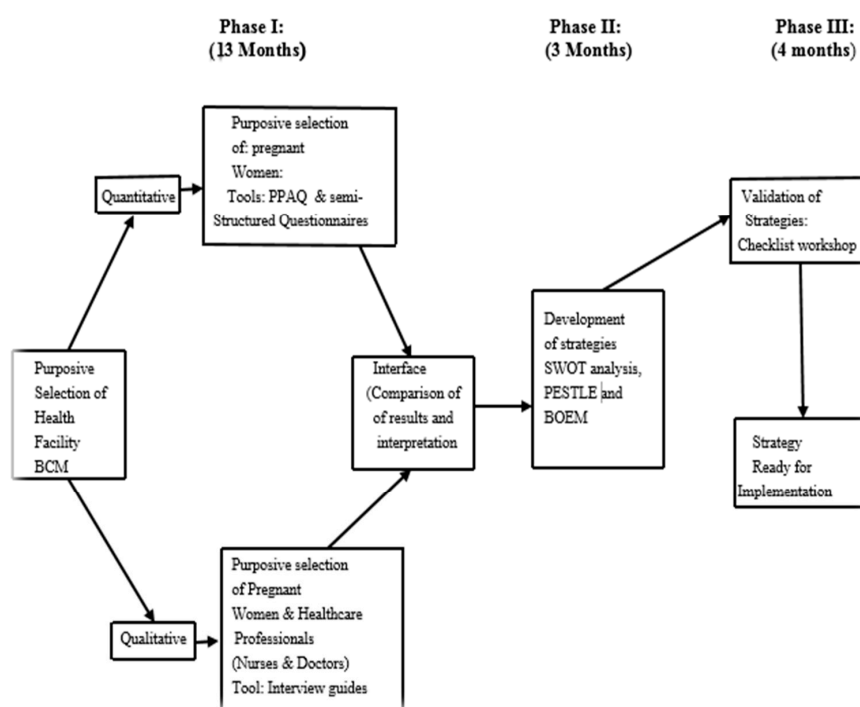 Phase I:
(13 Months)
Phase II:
(3 Months)
Phase III:
(4 months)
Purposive selection
of: pregnant
Women:
Tools: PPAQ & semi-
Structured Questionnaires
Quantitative
Purposive
Selection of
Health
Facility
BCM
Interface
(Comparison of
of results and
interpretation
Qualitative
Purposive selection
of Pregnant
Women & Healthcare
Professionals
(Nurses & Doctors)
Tool: Interview guides
Development
of strategies
SWOT analysis,
PESTLE and
BOEM
Validation of
Strategies:
Checklist workshop
Strategy
Ready for
Implementation